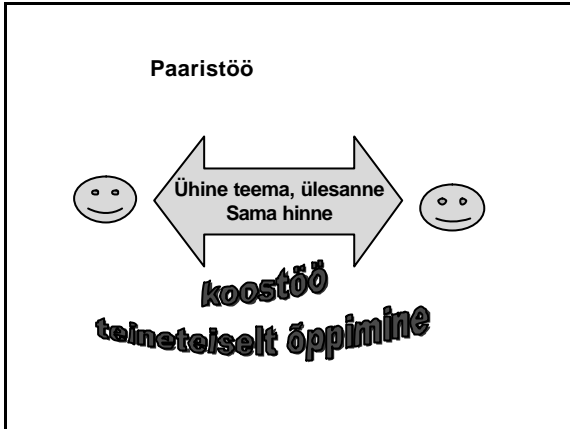 Paaristöö
Ühine teema, ülesanne
Sama hinne
koostöö
teineteiselt õppimine